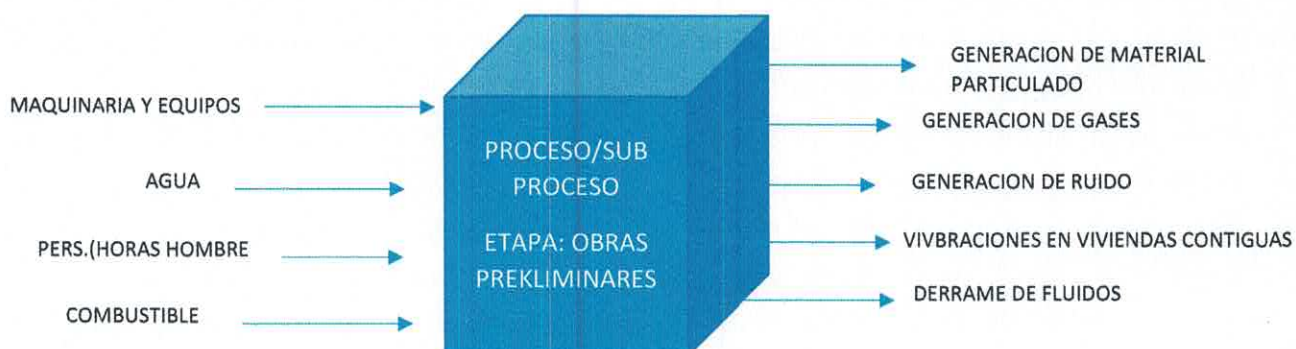 MAQUINARIA Y EQUIPOS
AGUA
PERS.(HORAS HOMBRE
COMBUSTIBLE
PROCESO/SUB
PROCESO
ETAPA: OBRAS
PREKLIMINARES
GENERACION DE MATERIAL
PARTICULADO
GENERACION DE GASES
GENERACION DE RUIDO
VIVBRACIONES EN VIVIENDAS CONTIGUAS
DERRAME DE FLUIDOS